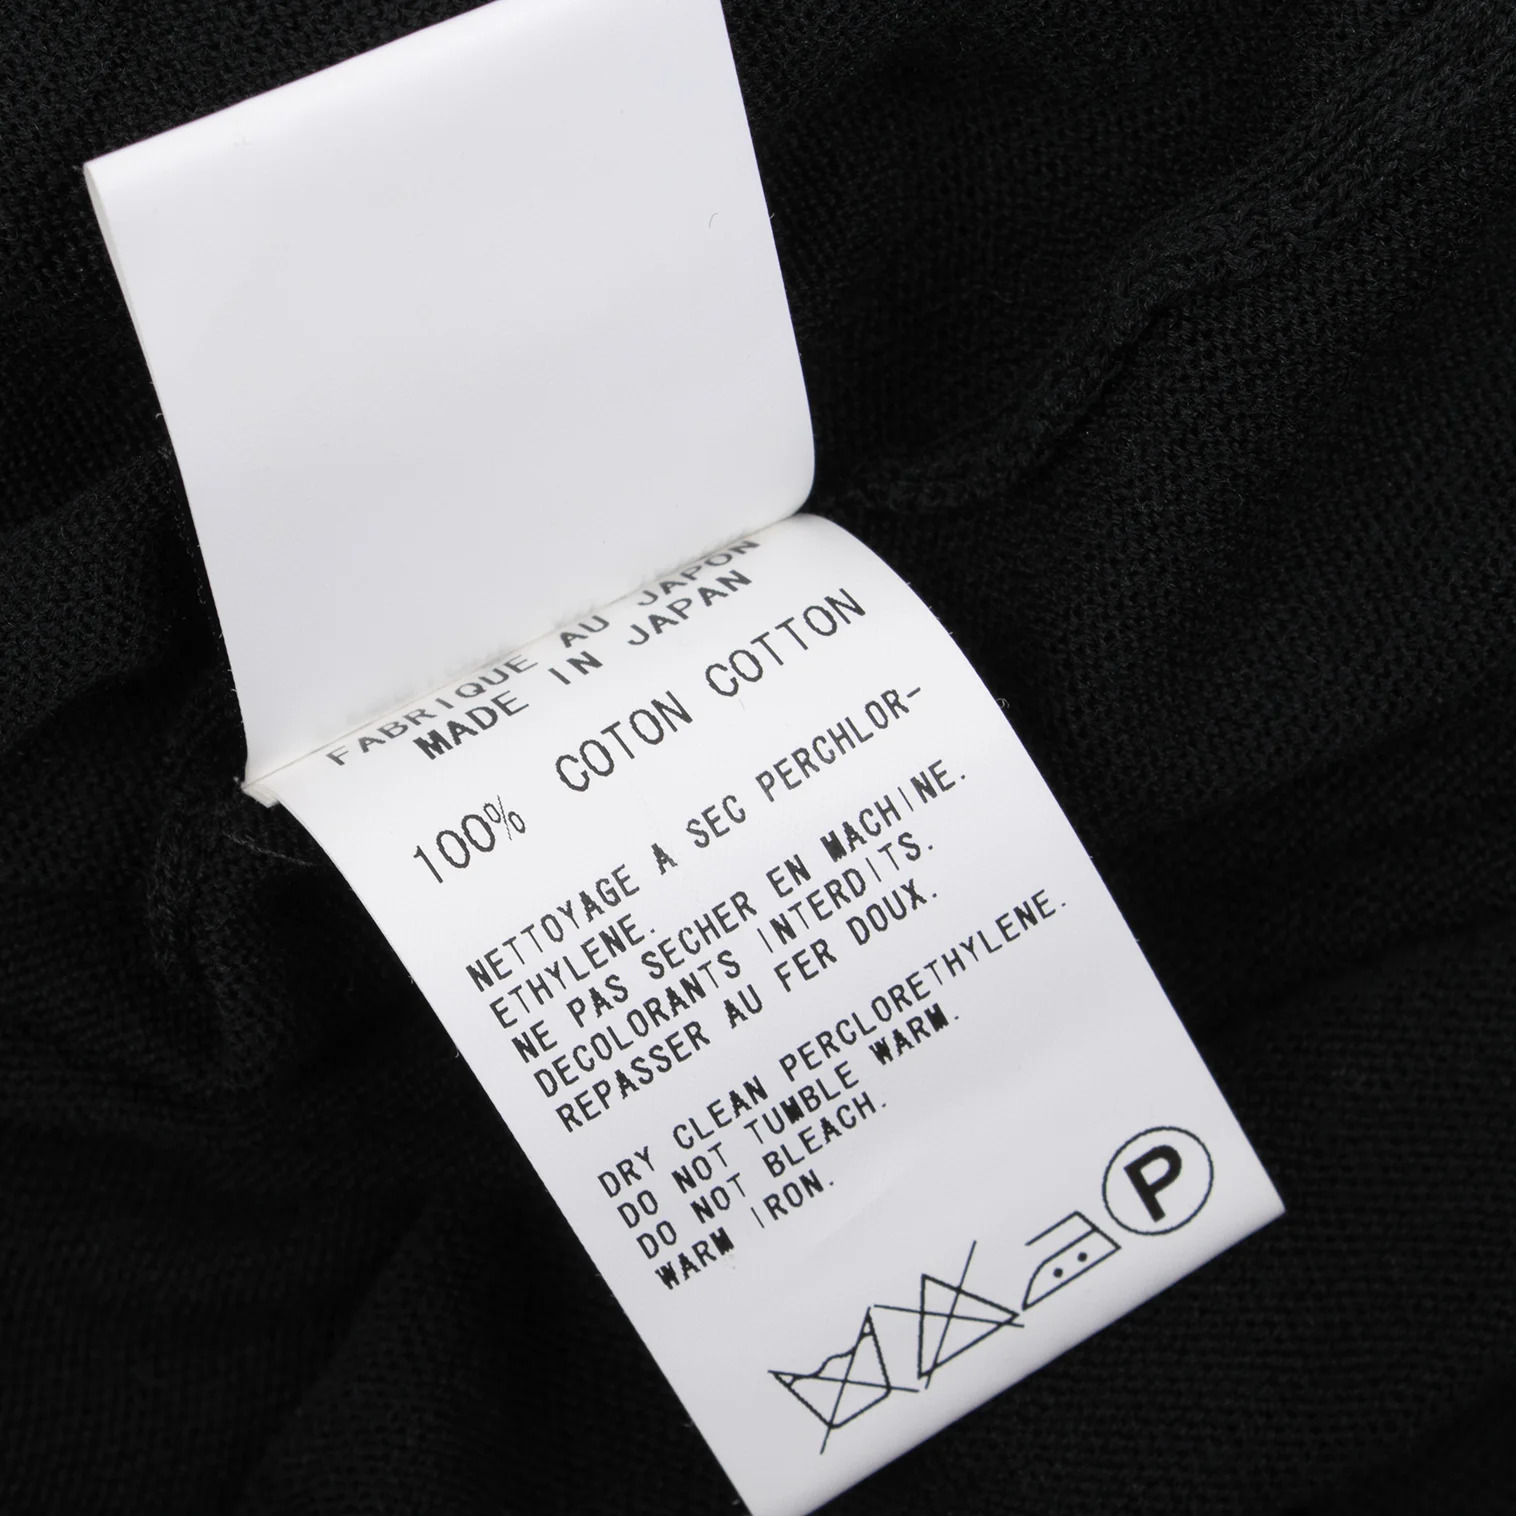 FABRIQUE AU JAPON
MADE IN JAPAN
100% COTON COTTON
NETTOYAGE A SEC PERCHLOR-
ETHYLENE.
NE PAS SECHER EN MACHINE.
DECOLORANTS INTERDITS.
REPASSER AU FER DOUX.
DRY CLEAN PERCLORETHYLENE.
DO NOT TUMBLE WARM.
DO NOT BLEACH.
WARM IRON.
P